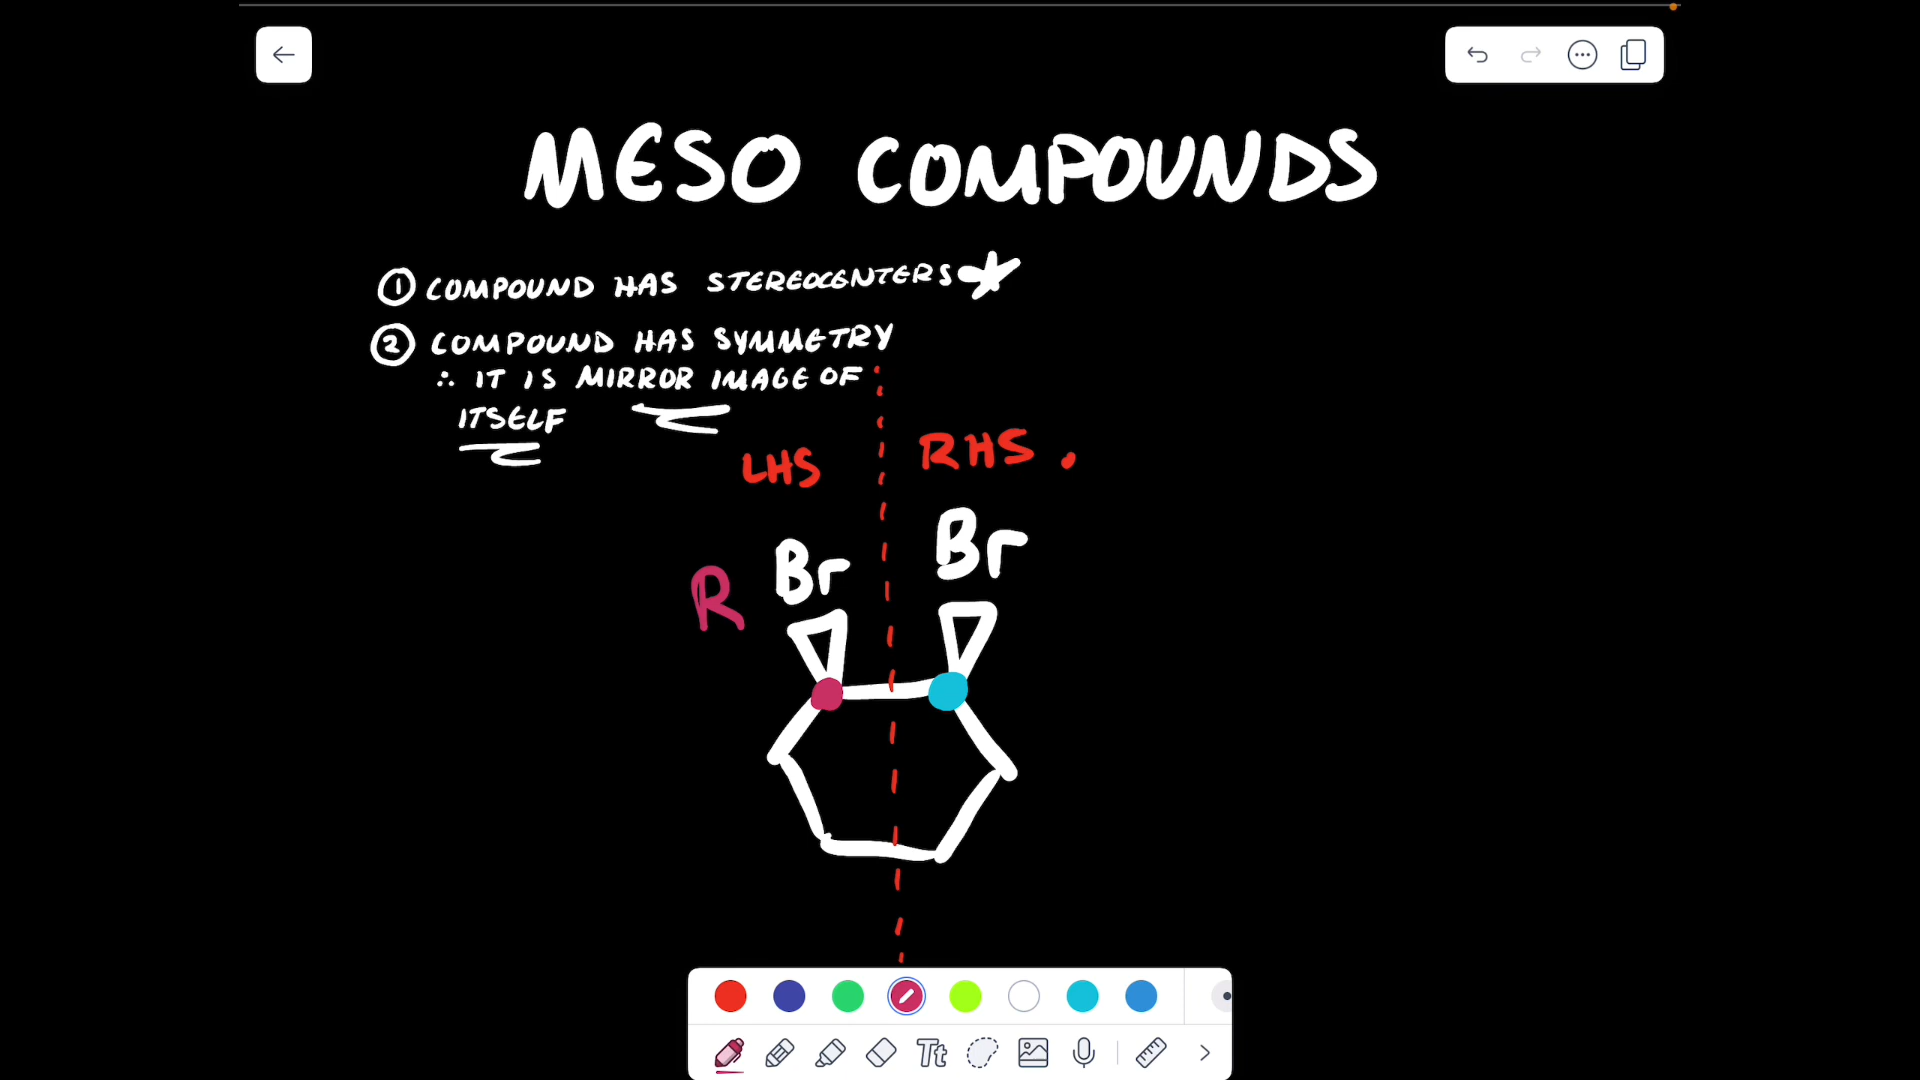 MESO COMPOUNDS
① COMPOUND HAS STEREOCENTERS
② COMPOUND HAS SYMMETRY
∴ IT IS MIRROR IMAGE OF
ITSELF
LHS RHS.
Br Br
R
Tt